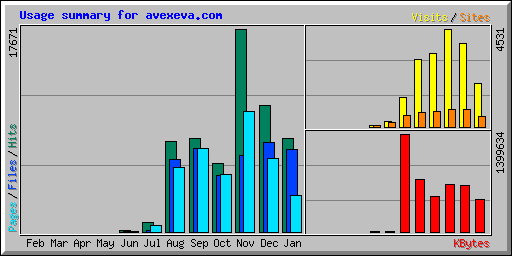 Usage summary for avexeva.com
Visits/Sites
17671
4531
1399634
Pages/Files/Hits
Feb Mar Apr May Jun Jul Aug Sep Oct Nov Dec Jan
KBytes